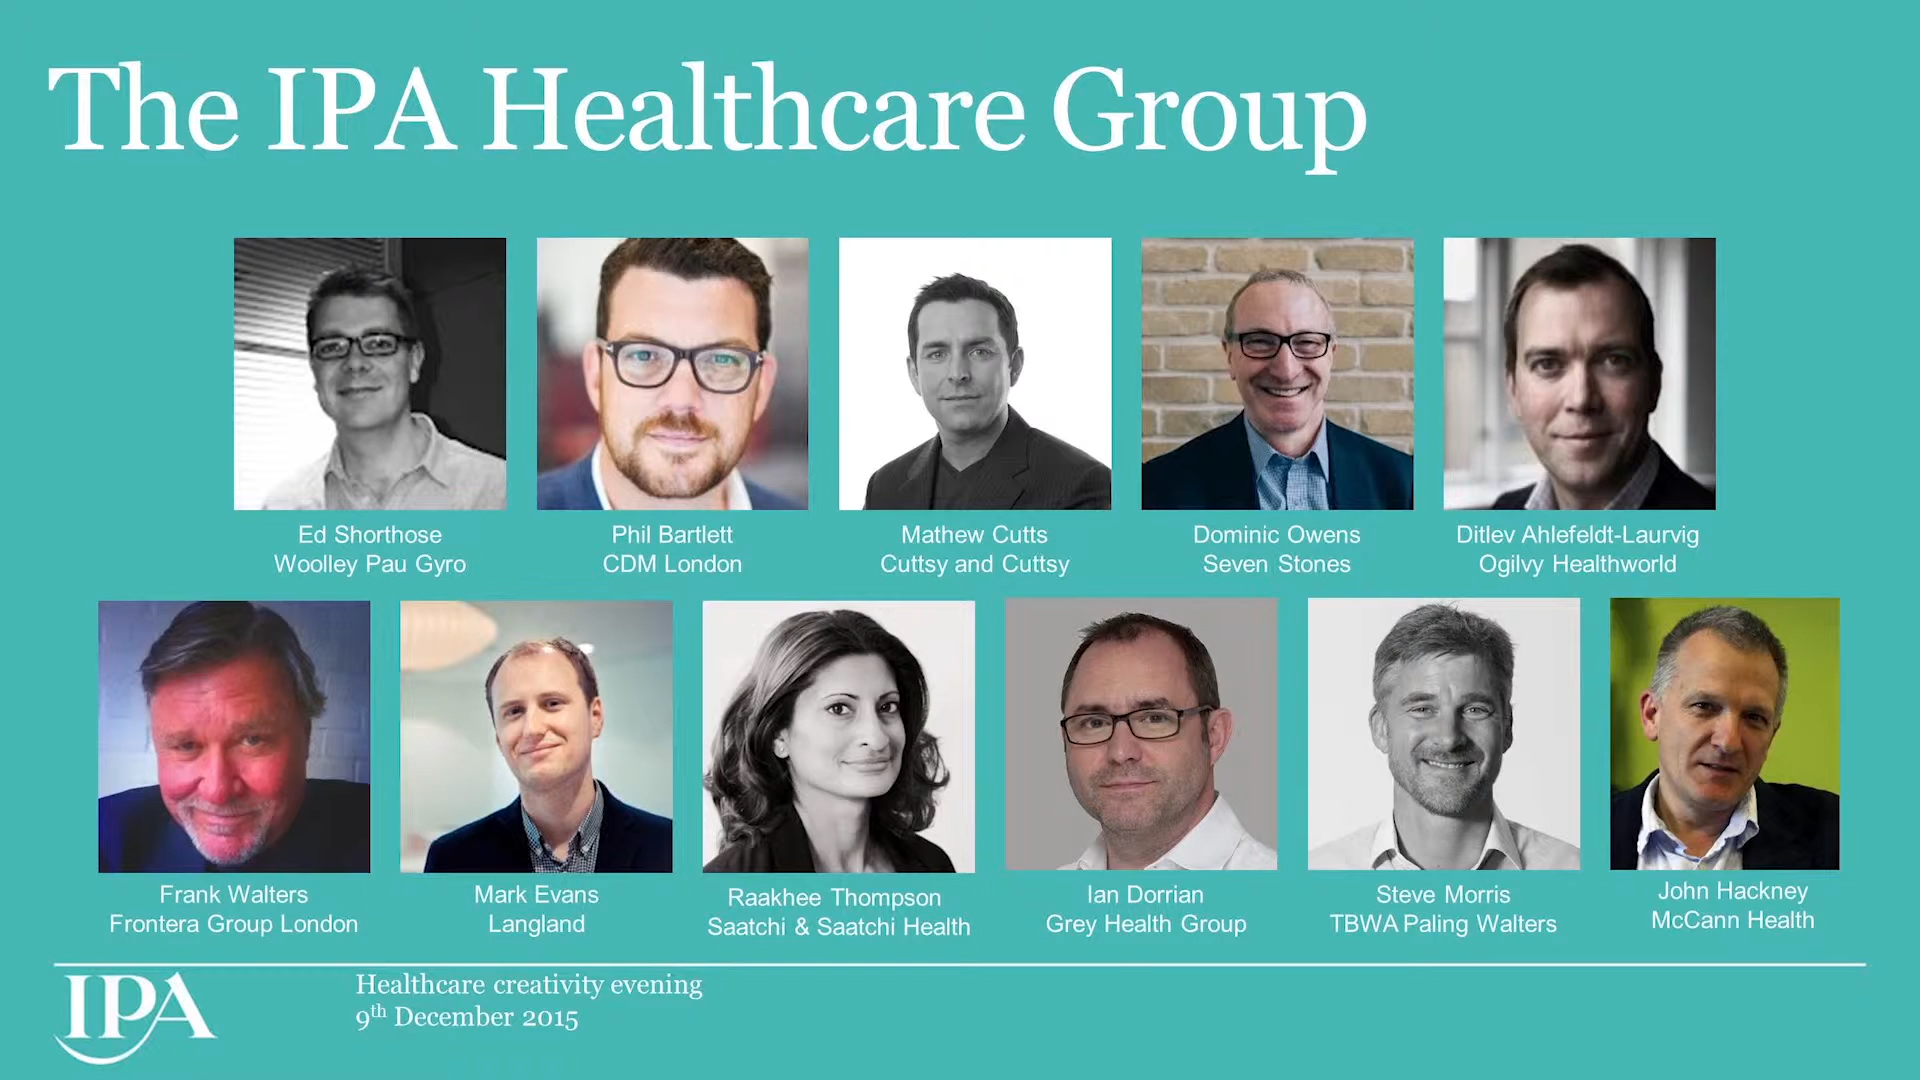 The IPA Healthcare Group
Ed Shorthose
Woolley Pau Gyro
Phil Bartlett
CDM London
Mathew Cutts
Cuttsy and Cuttsy
Dominic Owens
Seven Stones
Ditlev Ahlefeldt-Laurvig
Ogilvy Healthworld
Frank Walters
Frontera Group London
Mark Evans
Langland
Raakhee Thompson
Saatchi & Saatchi Health
Ian Dorrian
Grey Health Group
Steve Morris
TBWA Paling Walters
John Hackney
McCann Health
IPA
Healthcare creativity evening
9th December 2015